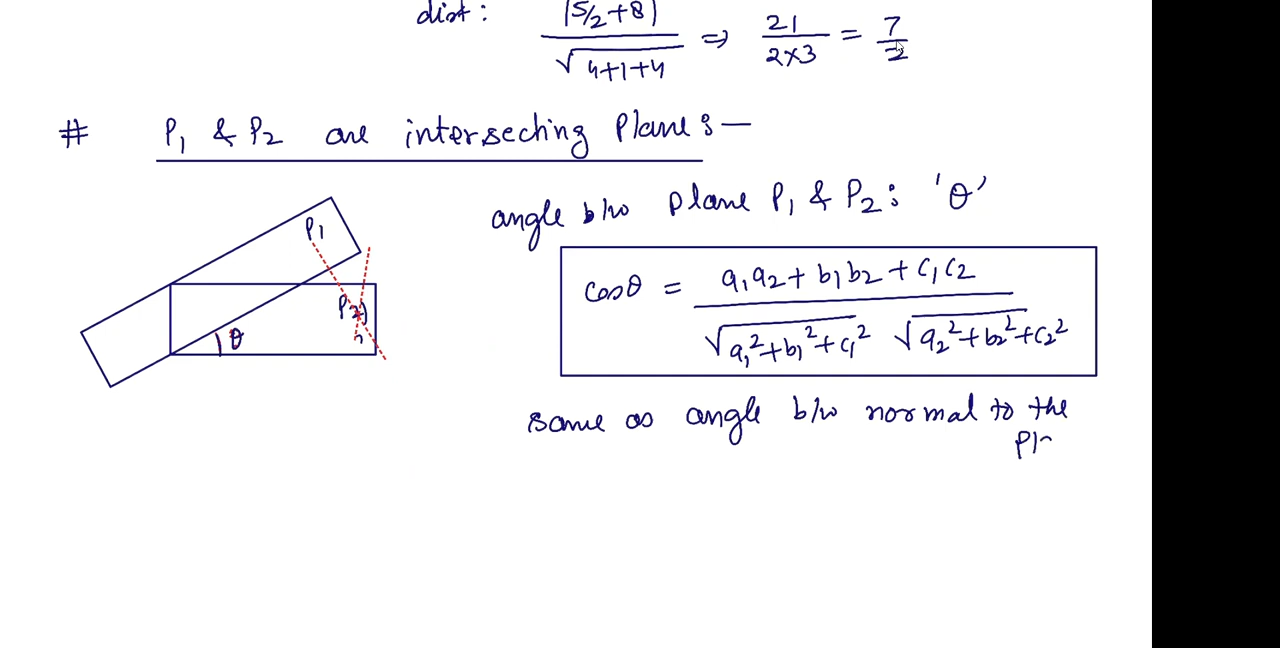 dist : |5/2+8| / √4+1+4 ⇒ 21 / 2×3 = 7/2
# P₁ & P₂ are intersecting Planes —
angle b/w plane P₁ & P₂ : 'θ'
P₁
P₂
θ
cosθ = a₁a₂ + b₁b₂ + c₁c₂ / √a₁²+b₁²+c₁² √a₂²+b₂²+c₂²
same as angle b/w normal to the
Pl